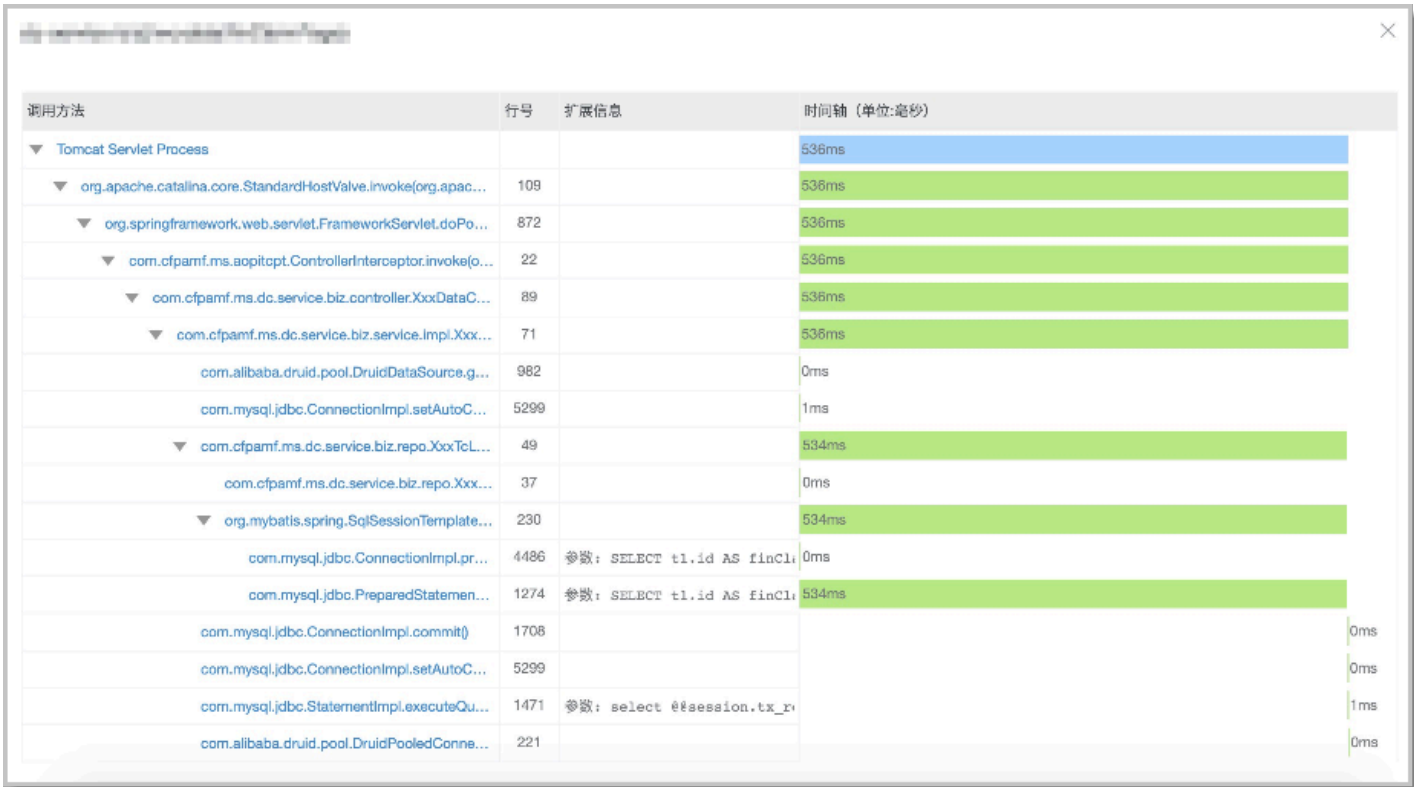 调用方法 行号 扩展信息 时间轴（单位:毫秒）
Tomcat Servlet Process 536ms
org.apache.catalina.core.StandardHostValve.invoke(org.apac... 109 536ms
org.springframework.web.servlet.FrameworkServlet.doPo... 872 536ms
com.cfpamf.ms.aopitcpt.ControllerInterceptor.invoke(o... 22 536ms
com.cfpamf.ms.dc.service.biz.controller.XxxDataC... 89 536ms
com.cfpamf.ms.dc.service.biz.service.impl.Xxx... 71 536ms
com.alibaba.druid.pool.DruidDataSource.g... 982 0ms
com.mysql.jdbc.ConnectionImpl.setAutoC... 5299 1ms
com.cfpamf.ms.dc.service.biz.repo.XxxTcL... 49 534ms
com.cfpamf.ms.dc.service.biz.repo.Xxx... 37 0ms
org.mybatis.spring.SqlSessionTemplate... 230 534ms
com.mysql.jdbc.ConnectionImpl.pr... 4486 参数: SELECT t1.id AS finCl 0ms
com.mysql.jdbc.PreparedStatemen... 1274 参数: SELECT t1.id AS finCl 534ms
com.mysql.jdbc.ConnectionImpl.commit() 1708 0ms
com.mysql.jdbc.ConnectionImpl.setAutoC... 5299 0ms
com.mysql.jdbc.StatementImpl.executeQu... 1471 参数: select @@session.tx_r 1ms
com.alibaba.druid.pool.DruidPooledConne... 221 0ms